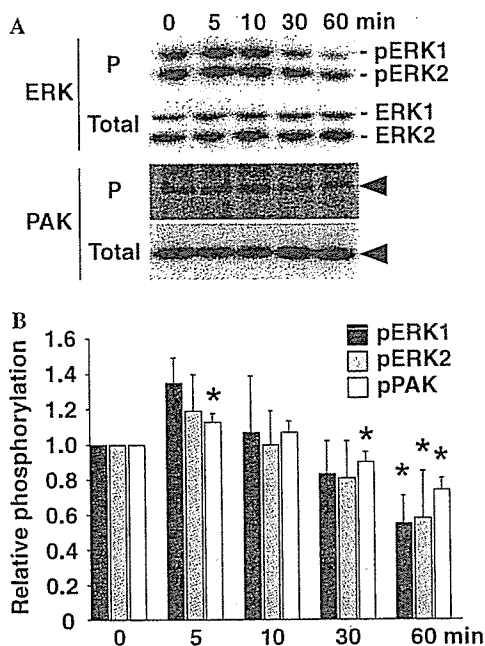 A
0 5 10 30 60 min
ERK
P
- pERK1
- pERK2
Total
- ERK1
- ERK2
PAK
P
Total
B
Relative phosphorylation
1.6
1.4
1.2
1.0
0.8
0.6
0.4
0.2
0
pERK1
pERK2
pPAK
*
*
* * *
0 5 10 30 60 min